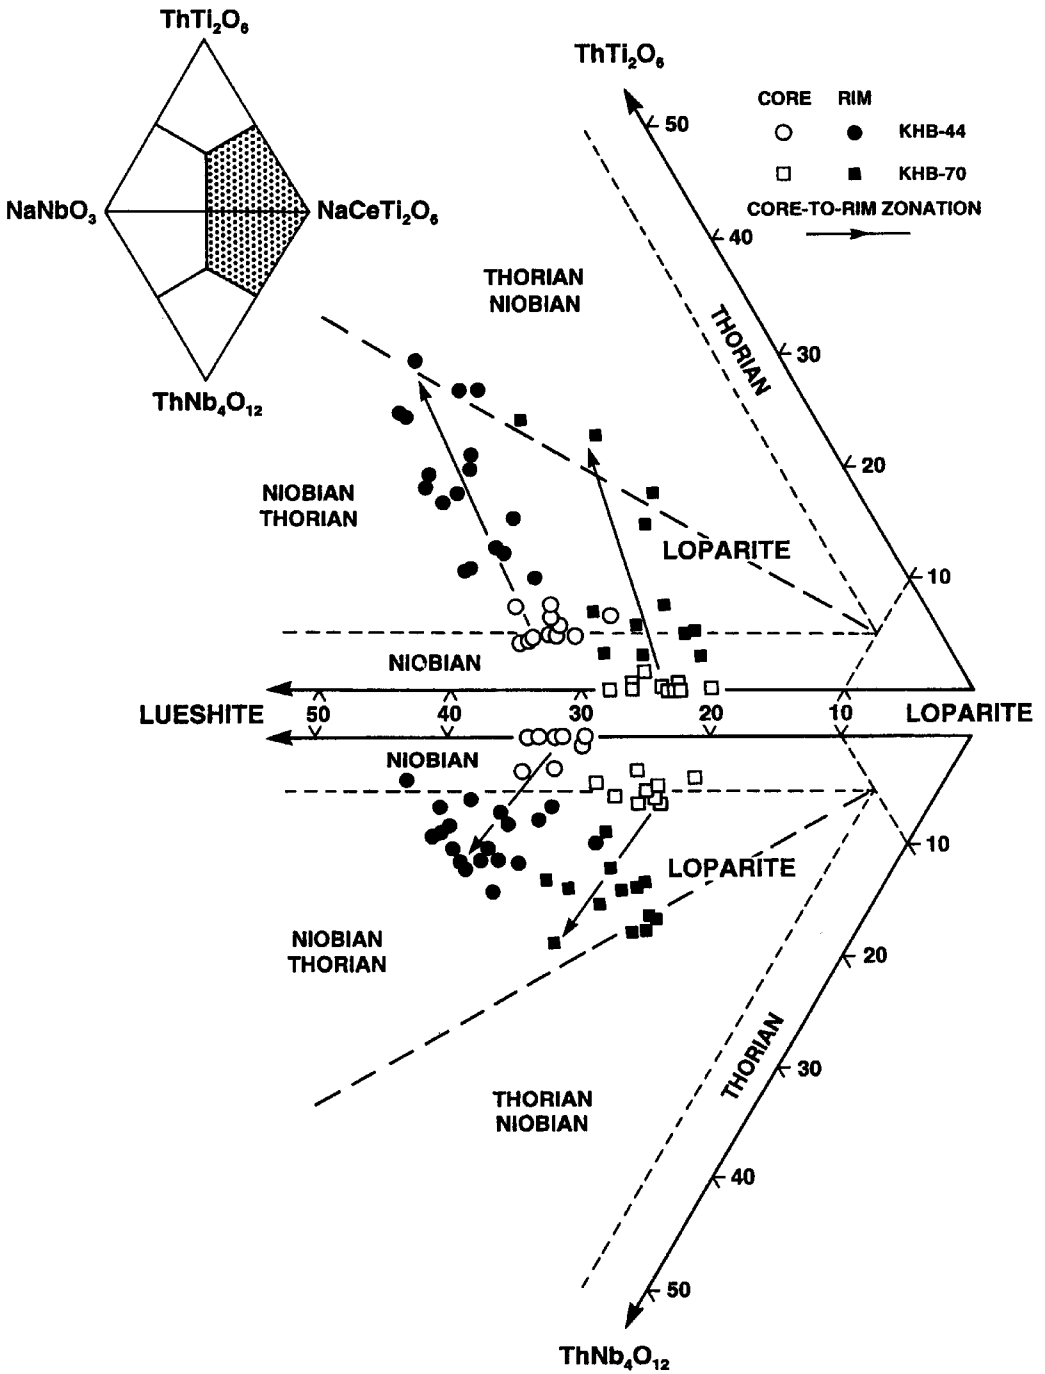 ThTi₂O₆
NaNbO₃
NaCeTi₂O₆
ThNb₄O₁₂
ThTi₂O₆
CORE RIM
KHB-44
KHB-70
CORE-TO-RIM ZONATION
50
40
30
20
10
THORIAN
THORIAN
NIOBIAN
NIOBIAN
THORIAN
LOPARITE
NIOBIAN
LUESHITE
50 40 30 20 10
LOPARITE
NIOBIAN
LOPARITE
NIOBIAN
THORIAN
THORIAN
NIOBIAN
THORIAN
10
20
30
40
50
ThNb₄O₁₂